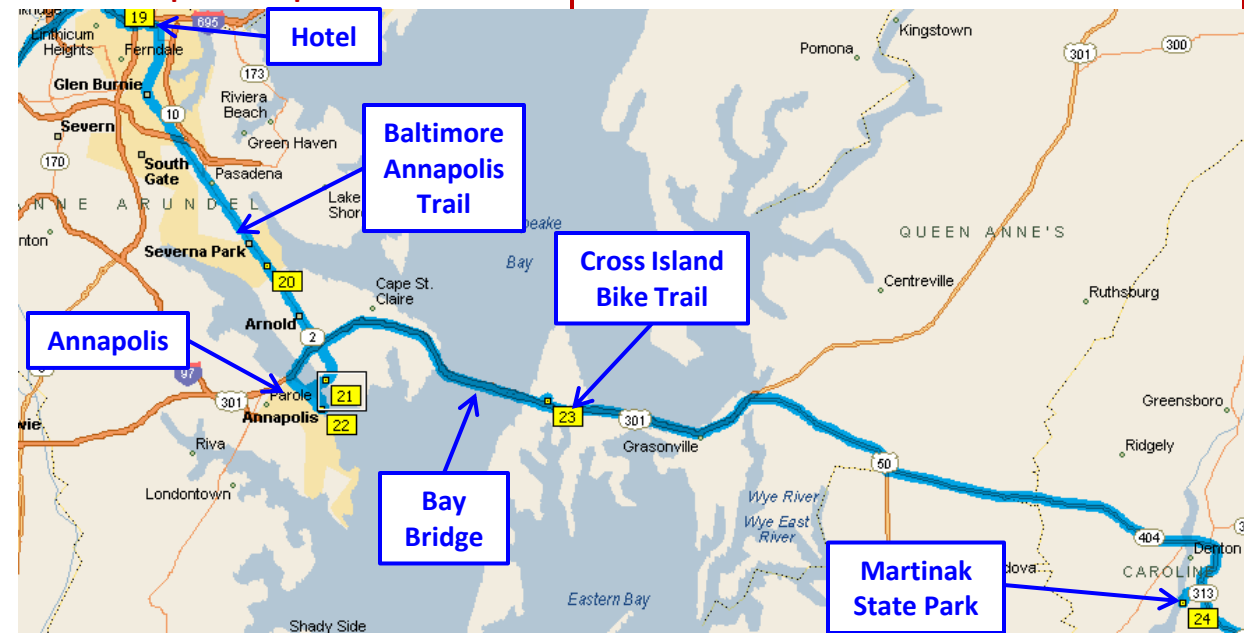 19
695
Hotel
Linthicum
Heights
Ferndale
Kingstown
Pomona
301
300
173
Glen Burnie
Riviera
Beach
10
Severn
Green Haven
Baltimore
Annapolis
Trail
170
South
Gate
Pasadena
ARUNDEL
Lake
Shore
QUEEN ANNE'S
Severna Park
Bay
Cross Island
Bike Trail
20
Cape St.
Claire
Centreville
Ruthsburg
Arnold
2
Annapolis
97
301
Parole
21
Annapolis
22
23
301
Grasonville
Greensboro
Ridgely
Riva
50
Londontown
Bay
Bridge
Wye River
Wye East
River
404
Denton
CAROLINE
Martinak
State Park
313
24
Eastern Bay
Shady Side